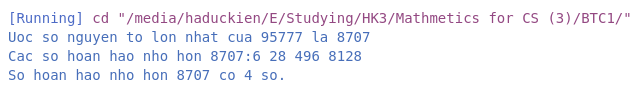 [Running] cd "/media/haduckien/E/Studying/HK3/Mathmetics for CS (3)/BTC1/"
Uoc so nguyen to lon nhat cua 95777 la 8707
Cac so hoan hao nho hon 8707:6 28 496 8128
So hoan hao nho hon 8707 co 4 so.